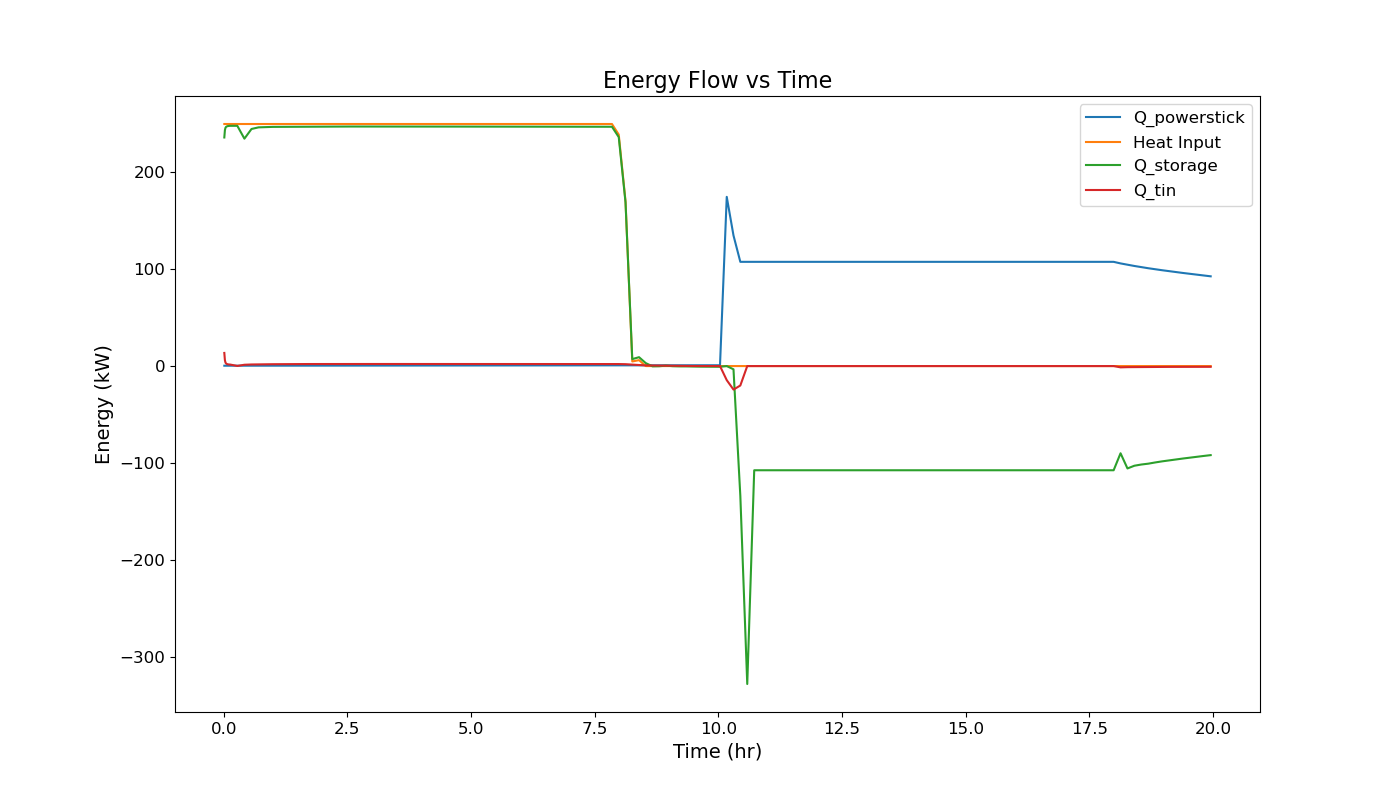 Energy Flow vs Time
Q_powerstick
Heat Input
Q_storage
Q_tin
Energy (kW)
200
100
0
−100
−200
−300
0.0 2.5 5.0 7.5 10.0 12.5 15.0 17.5 20.0
Time (hr)